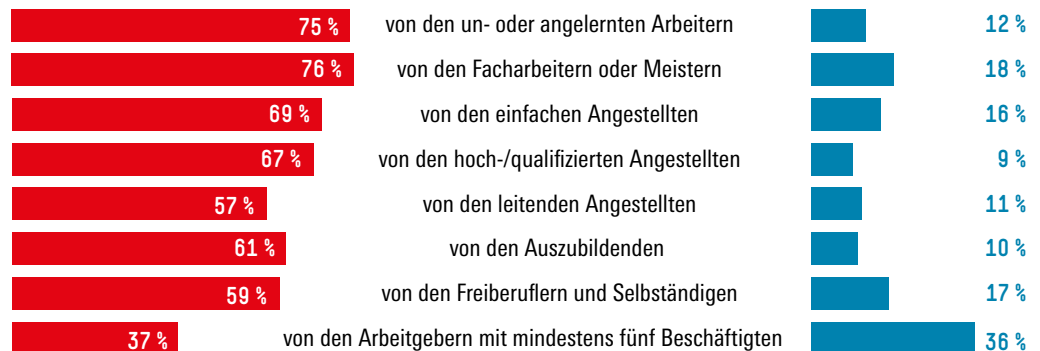 75 % von den un- oder angelernten Arbeitern 12 %
76 % von den Facharbeitern oder Meistern 18 %
69 % von den einfachen Angestellten 16 %
67 % von den hoch-/qualifizierten Angestellten 9 %
57 % von den leitenden Angestellten 11 %
61 % von den Auszubildenden 10 %
59 % von den Freiberuflern und Selbständigen 17 %
37 % von den Arbeitgebern mit mindestens fünf Beschäftigten 36 %